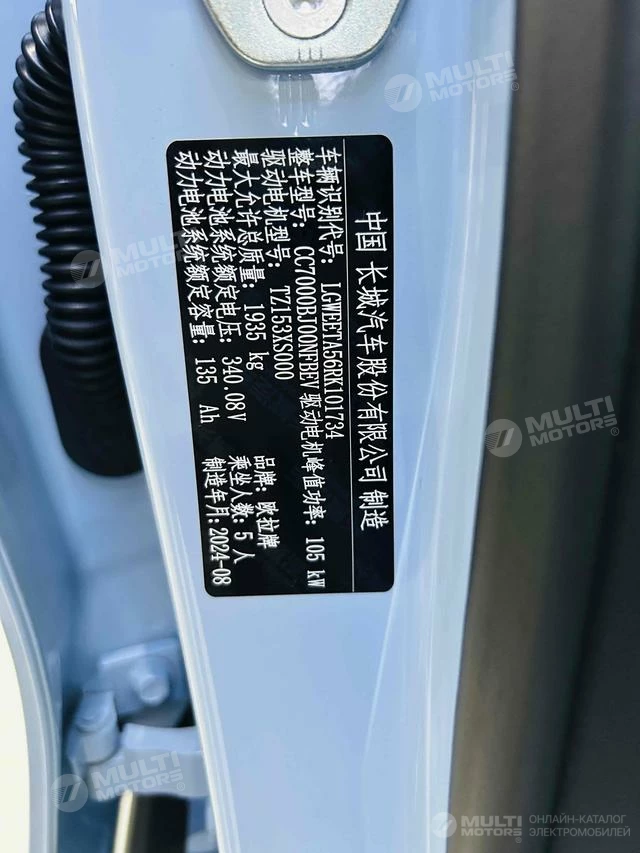 中国 长城汽车股份有限公司 制造
车辆识别代号: LGWEETA56RK101734
整车型号: CC7000BJ00NFBEV 驱动电机峰值功率: 105 kW
驱动电机型号: TZ153XS000
最大允许总质量: 1935 kg 品牌: 欧拉牌
动力电池系统额定电压: 340.08V 乘坐人数: 5 人
动力电池系统额定容量: 135 Ah 制造年月: 2024-08
MULTI MOTORS®
MULTI MOTORS®
MULTI MOTORS®
MULTI MOTORS®
MULTI MOTORS® ОНЛАЙН-КАТАЛОГ ЭЛЕКТРОМОБИЛЕЙ